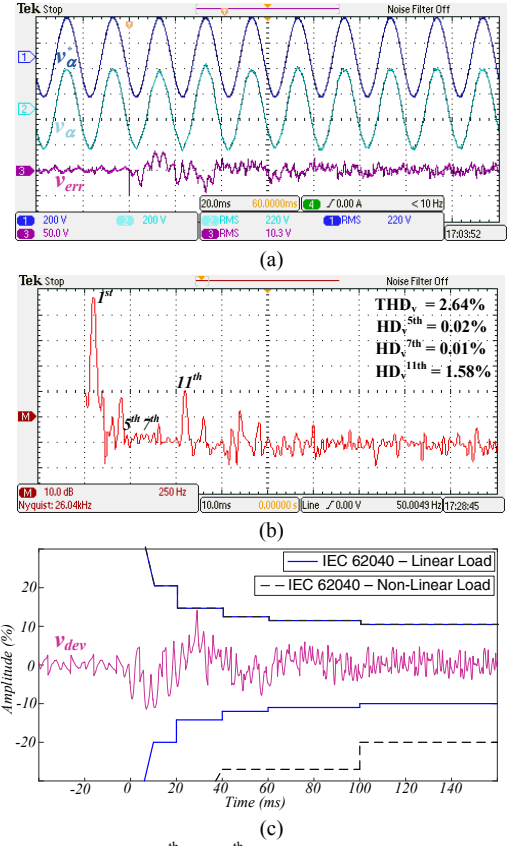 Tek Stop Noise Filter Off
1
v*α
2
vα
3
verr.
20.0ms 60.0000ms 4 0.00 A < 10 Hz
1 200 V 2 200 V 2 RMS 220 V 1 RMS 220 V
3 50.0 V 3 RMS 10.3 V 17:03:52
(a)
Tek Stop Noise Filter Off
1st
THDv = 2.64%
HDv5th = 0.02%
HDv7th = 0.01%
HDv11th = 1.58%
11th
5th 7th
M
M 10.0 dB 250 Hz
Nyquist: 26.04kHz 10.0ms 0.00000 s Line 0.00 V 50.0049 Hz 17:28:45
(b)
IEC 62040 – Linear Load
IEC 62040 – Non-Linear Load
Amplitude (%)
20
10
0
-10
-20
vdev
-20 0 20 40 60 80 100 120 140
Time (ms)
(c)
th th